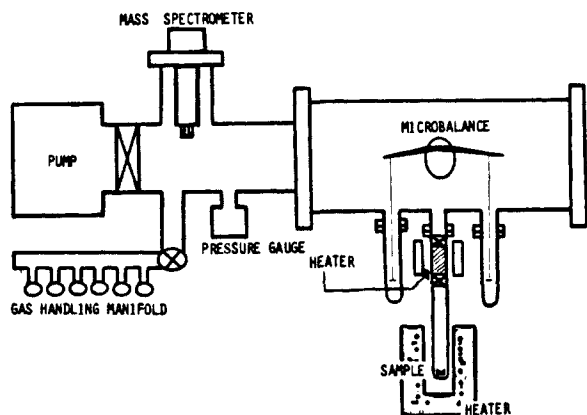 MASS SPECTROMETER
MICROBALANCE
PUMP
PRESSURE GAUGE
HEATER
GAS HANDLING MANIFOLD
SAMPLE
HEATER